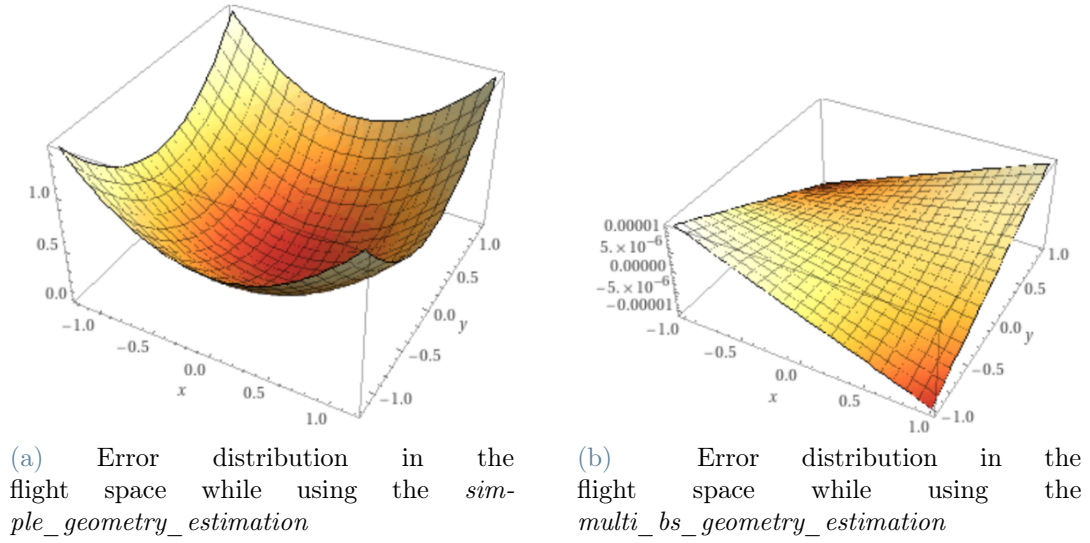 1.0
0.5
0.0
−1.0
−0.5
0.0
x
0.5
1.0
1.0
0.5
0.0
y
−0.5
−1.0
0.00001
5.×10⁻⁶
0.00000
−5.×10⁻⁶
−0.00001
−1.0
−0.5
0.0
x
0.5
1.0
1.0
0.5
0.0
y
−0.5
−1.0
(a) Error distribution in the
flight space while using the sim-
ple_geometry_estimation
(b) Error distribution in the
flight space while using the
multi_bs_geometry_estimation